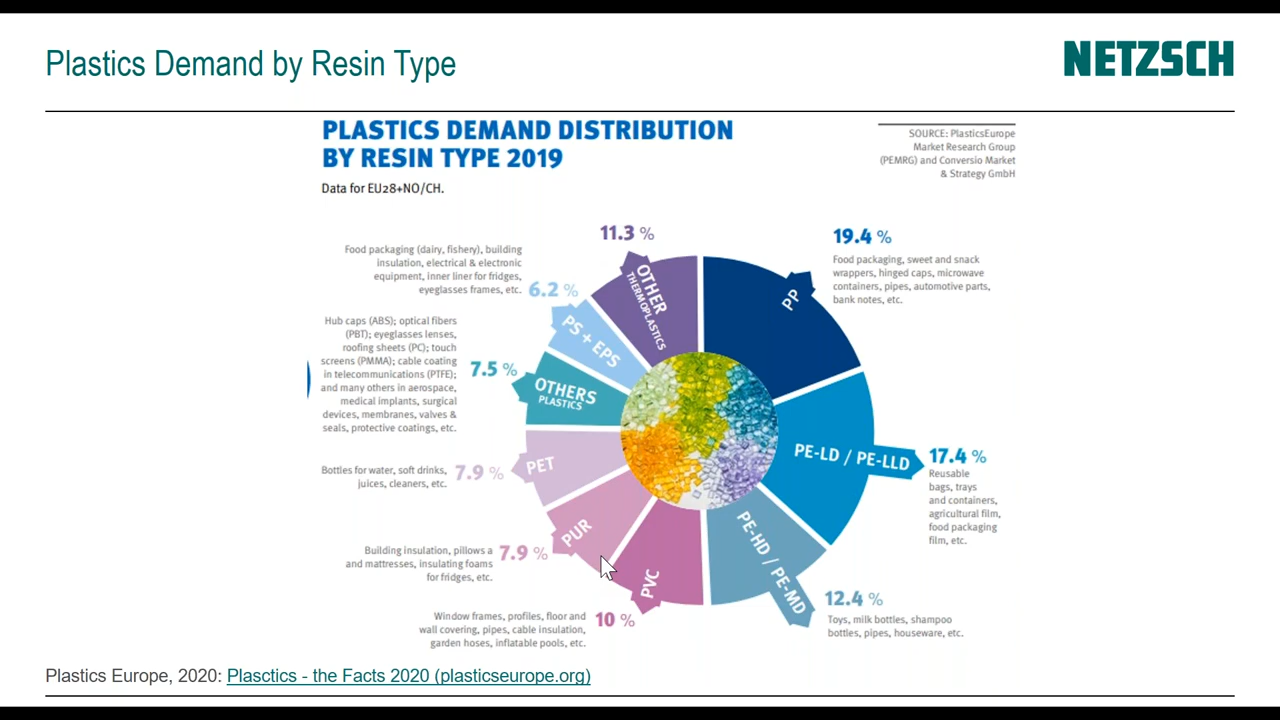 Plastics Demand by Resin Type
NETZSCH
PLASTICS DEMAND DISTRIBUTION
BY RESIN TYPE 2019
Data for EU28+NO/CH.
SOURCE: PlasticsEurope
Market Research Group
(PEMRG) and Conversio Market
& Strategy GmbH
11.3 %
OTHER
THERMOPLASTICS
19.4 %
Food packaging, sweet and snack
wrappers, hinged caps, microwave
containers, pipes, automotive parts,
bank notes, etc.
PP
Food packaging (dairy, fishery), building
insulation, electrical & electronic
equipment, inner liner for fridges,
eyeglasses frames, etc.
6.2 %
PS + EPS
Hub caps (ABS); optical fibers
(PBT); eyeglasses lenses,
roofing sheets (PC); touch
screens (PMMA); cable coating
in telecommunications (PTFE);
and many others in aerospace,
medical implants, surgical
devices, membranes, valves &
seals, protective coatings, etc.
7.5 %
OTHERS
PLASTICS
PE-LD / PE-LLD
17.4 %
Reusable
bags, trays
and containers,
agricultural film,
food packaging
film, etc.
Bottles for water, soft drinks,
juices, cleaners, etc.
7.9 %
PET
Building insulation, pillows a
and mattresses, insulating foams
for fridges, etc.
7.9 %
PUR
Window frames, profiles, floor and
wall covering, pipes, cable insulation,
garden hoses, inflatable pools, etc.
10 %
PVC
PE-HD / PE-MD
12.4 %
Toys, milk bottles, shampoo
bottles, pipes, houseware, etc.
Plastics Europe, 2020: Plasctics - the Facts 2020 (plasticseurope.org)